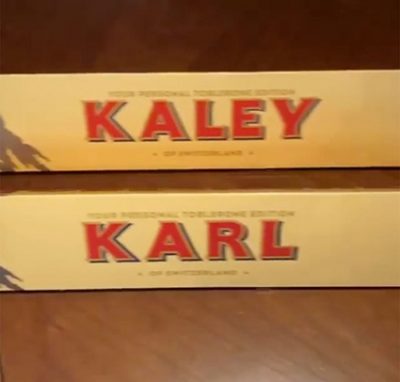 YOUR PERSONAL TOBLERONE EDITION
KALEY
OF SWITZERLAND
YOUR PERSONAL TOBLERONE EDITION
KARL
OF SWITZERLAND